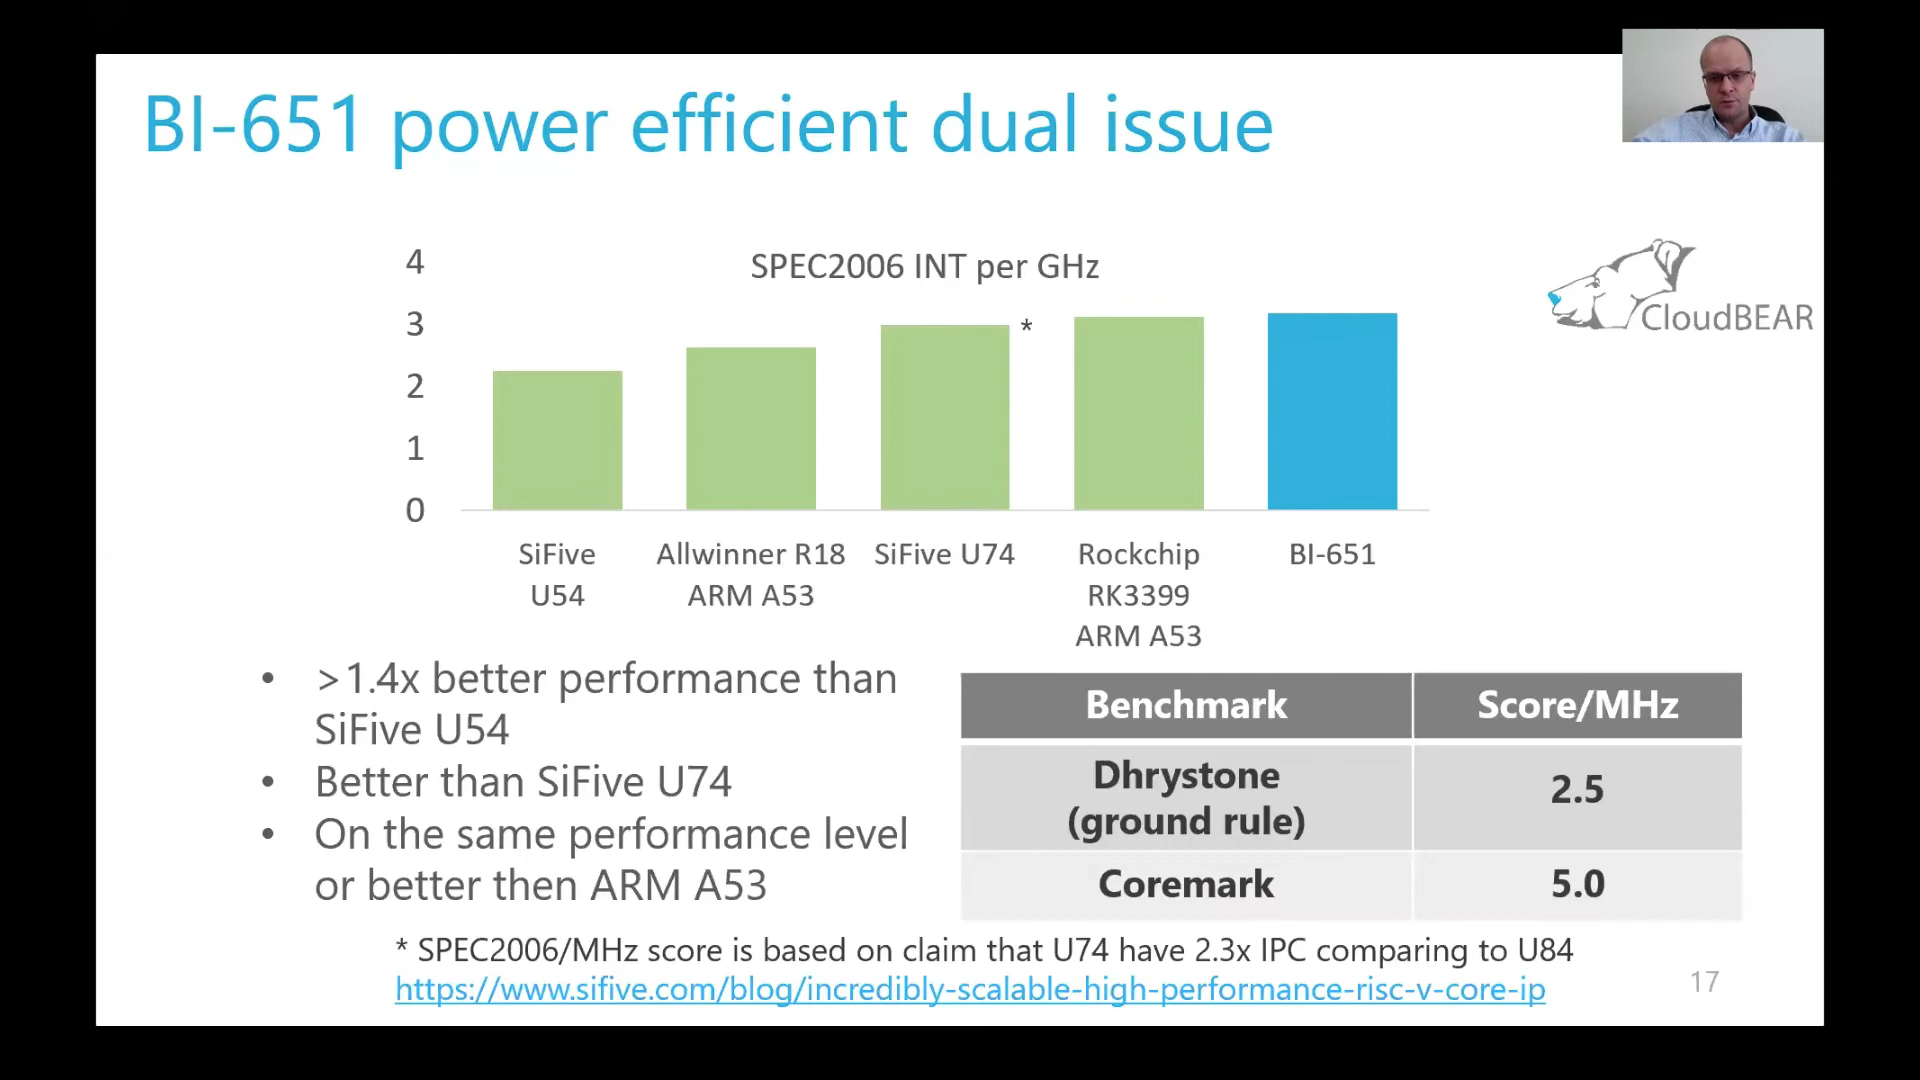 BI-651 power efficient dual issue
SPEC2006 INT per GHz
4
3
2
1
0
*
SiFive
U54
Allwinner R18
ARM A53
SiFive U74
Rockchip
RK3399
ARM A53
BI-651
CloudBEAR
• >1.4x better performance than
SiFive U54
• Better than SiFive U74
• On the same performance level
or better then ARM A53
Benchmark Score/MHz
Dhrystone
(ground rule) 2.5
Coremark 5.0
* SPEC2006/MHz score is based on claim that U74 have 2.3x IPC comparing to U84
https://www.sifive.com/blog/incredibly-scalable-high-performance-risc-v-core-ip
17